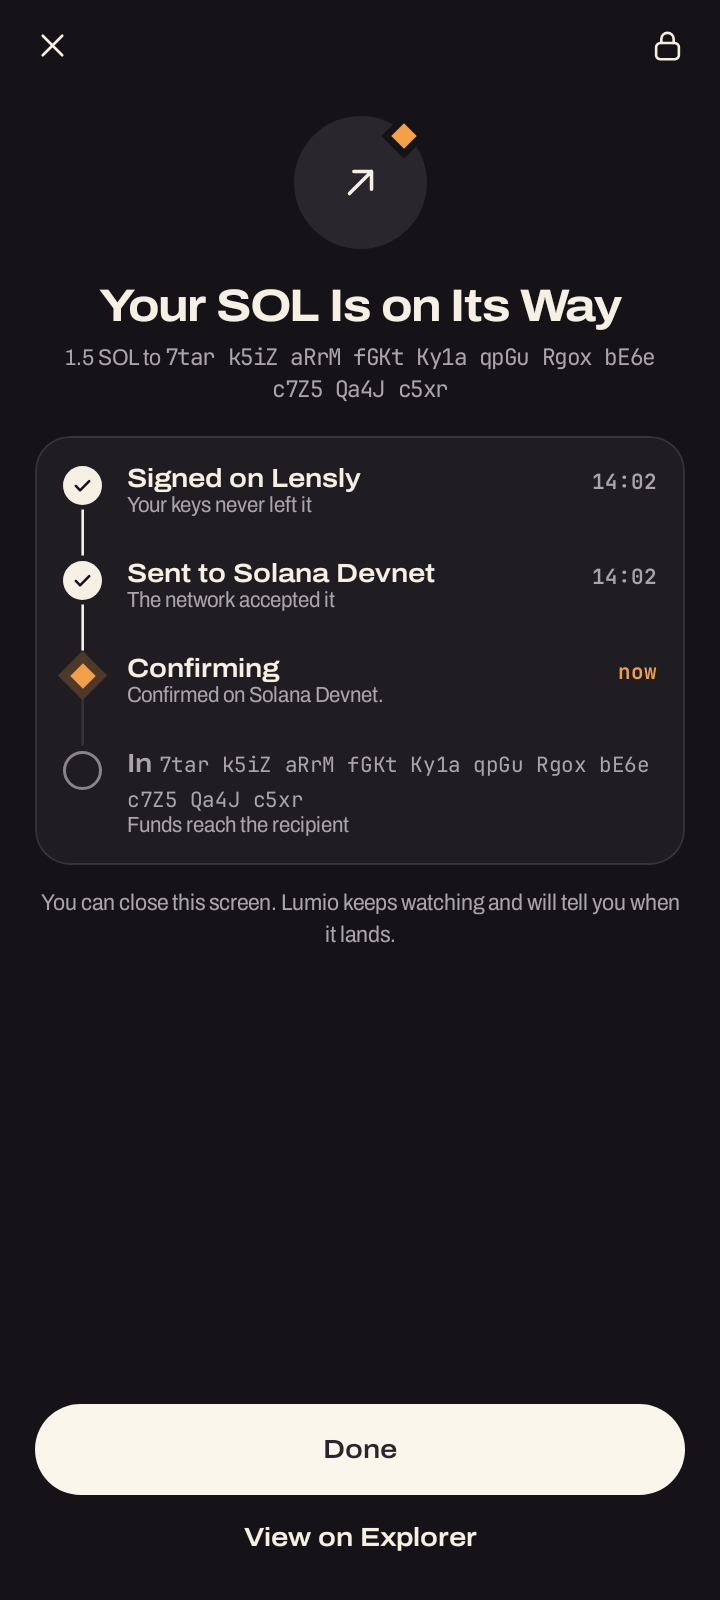 Your SOL Is on Its Way
1.5 SOL to 7tar k5iZ aRrM fGKt Ky1a qpGu Rgox bE6e
c7Z5 Qa4J c5xr
Signed on Lensly 14:02
Your keys never left it
Sent to Solana Devnet 14:02
The network accepted it
Confirming now
Confirmed on Solana Devnet.
In 7tar k5iZ aRrM fGKt Ky1a qpGu Rgox bE6e
c7Z5 Qa4J c5xr
Funds reach the recipient
You can close this screen. Lumio keeps watching and will tell you when
it lands.
Done
View on Explorer